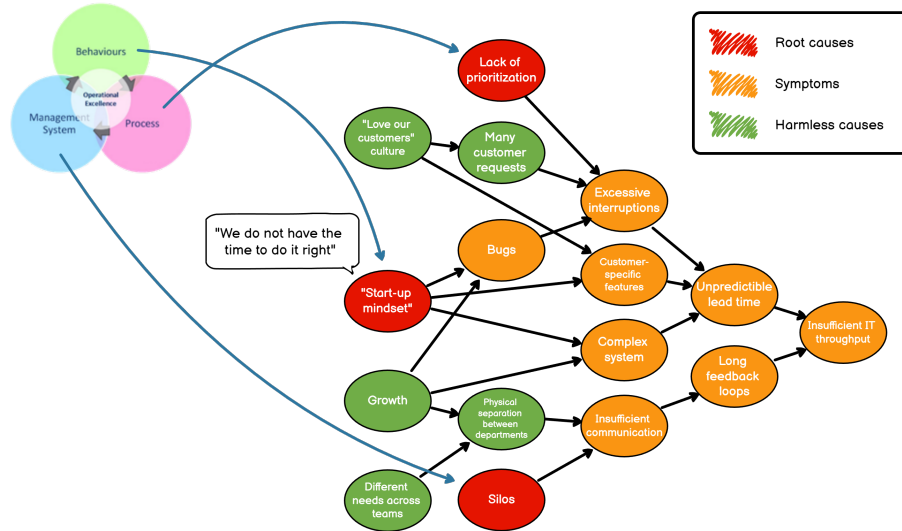 Behaviours
Operational
Excellence
Management
System
Process
Root causes
Symptoms
Harmless causes
Lack of
prioritization
"Love our
customers"
culture
Many
customer
requests
Excessive
interruptions
"We do not have the
time to do it right"
Bugs
Customer-
specific
features
"Start-up
mindset"
Unpredictible
lead time
Insufficient IT
throughput
Complex
system
Long
feedback
loops
Growth
Physical
separation
between
departments
Insufficient
communication
Different
needs across
teams
Silos